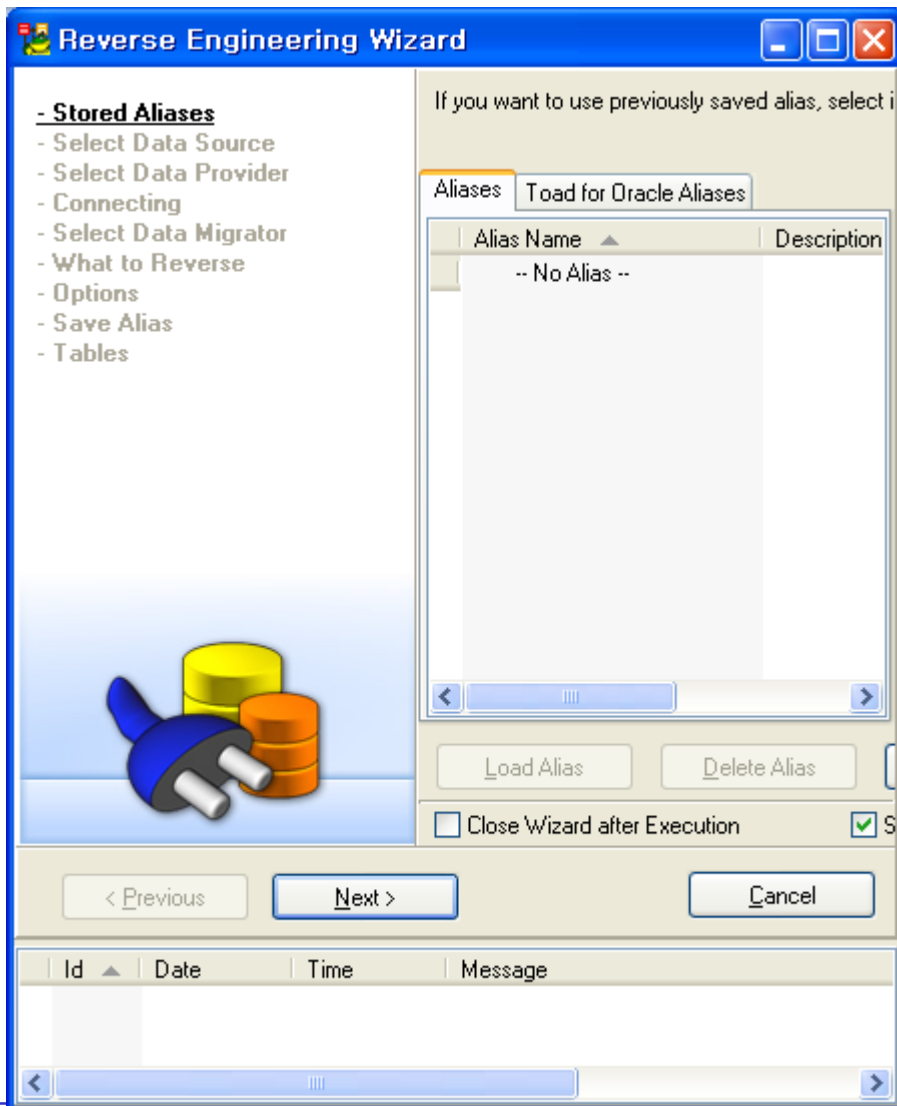 Reverse Engineering Wizard
- Stored Aliases
- Select Data Source
- Select Data Provider
- Connecting
- Select Data Migrator
- What to Reverse
- Options
- Save Alias
- Tables
If you want to use previously saved alias, select i
Aliases Toad for Oracle Aliases
Alias Name Description
-- No Alias --
Load Alias Delete Alias
Close Wizard after Execution S
< Previous Next > Cancel
Id Date Time Message